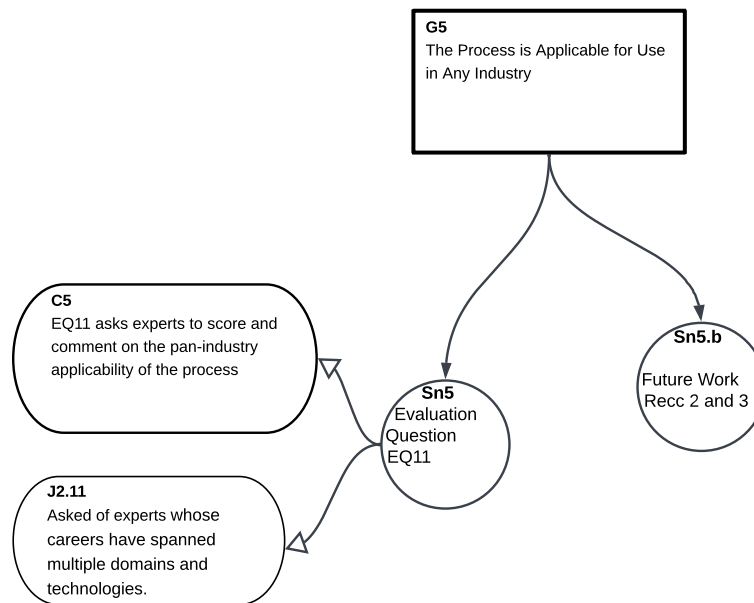 G5
The Process is Applicable for Use
in Any Industry
C5
EQ11 asks experts to score and
comment on the pan-industry
applicability of the process
Sn5.b
Future Work
Recc 2 and 3
Sn5
Evaluation
Question
EQ11
J2.11
Asked of experts whose
careers have spanned
multiple domains and
technologies.